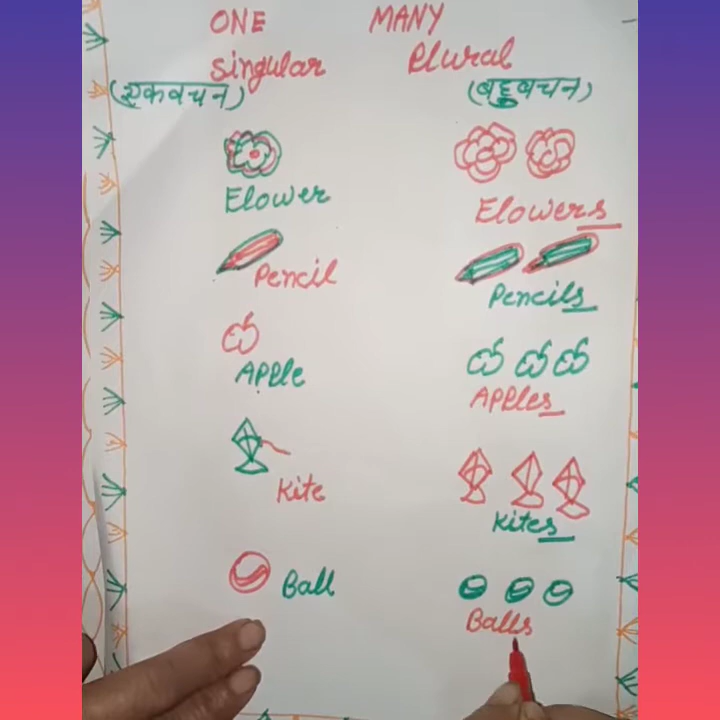 ONE MANY
Singular Plural
(एकवचन) (बहुवचन)
Flower Flowers
Pencil Pencils
Apple Apples
Kite Kites
Ball Balls